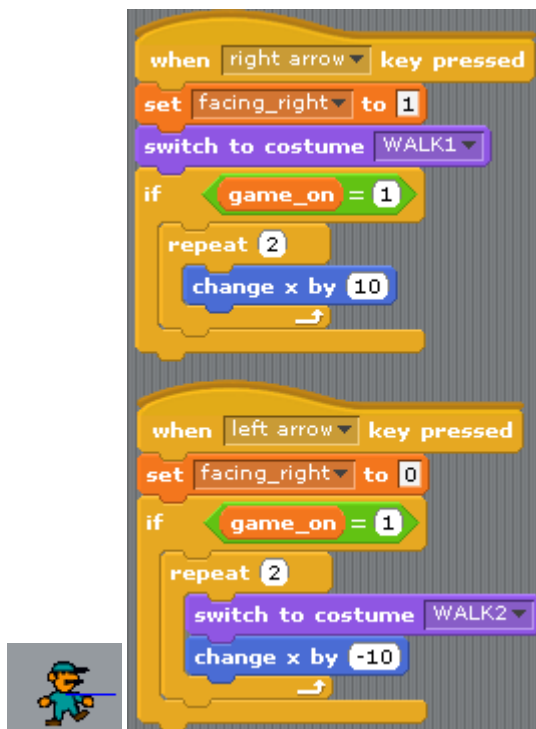 when right arrow key pressed
set facing_right to 1
switch to costume WALK1
if game_on = 1
repeat 2
change x by 10
when left arrow key pressed
set facing_right to 0
if game_on = 1
repeat 2
switch to costume WALK2
change x by -10